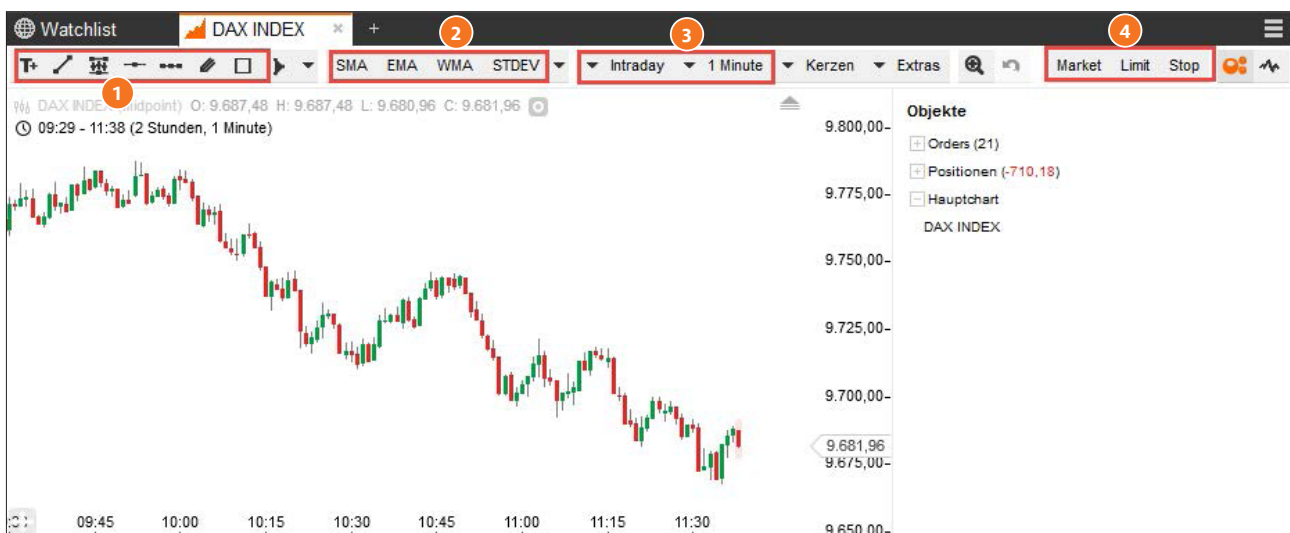 Watchlist DAX INDEX × +
2 3 4
T+ SMA EMA WMA STDEV Intraday 1 Minute Kerzen Extras Market Limit Stop
1
DAX INDEX (Midpoint) O: 9.687,48 H: 9.687,48 L: 9.680,96 C: 9.681,96
09:29 - 11:38 (2 Stunden, 1 Minute)
Objekte
Orders (21)
Positionen (-710,18)
Hauptchart
DAX INDEX
9.800,00
9.775,00
9.750,00
9.725,00
9.700,00
9.681,96
9.675,00
9.650,00
09:45 10:00 10:15 10:30 10:45 11:00 11:15 11:30